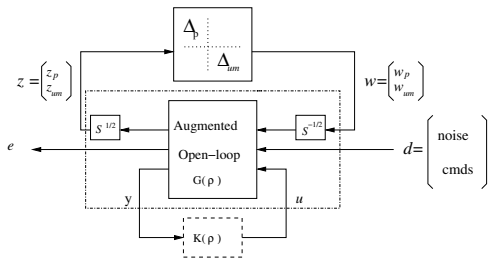 Δp
Δum
z = (zp zum)
w = (wp wum)
S 1/2
Augmented
S −1/2
Open−loop
G(ρ)
e
d = (noise cmds)
y
u
K(ρ)